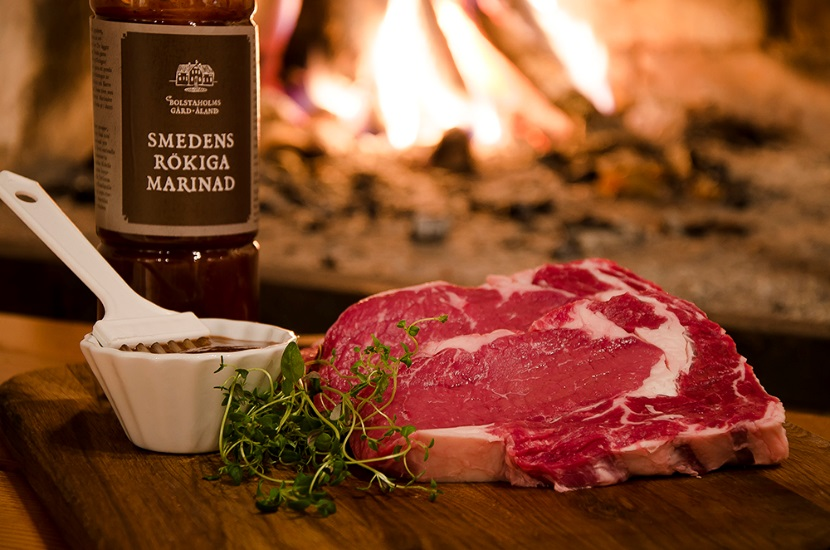 BOLSTAHOLMS
GÅRD·ÅLAND
SMEDENS
RÖKIGA
MARINAD